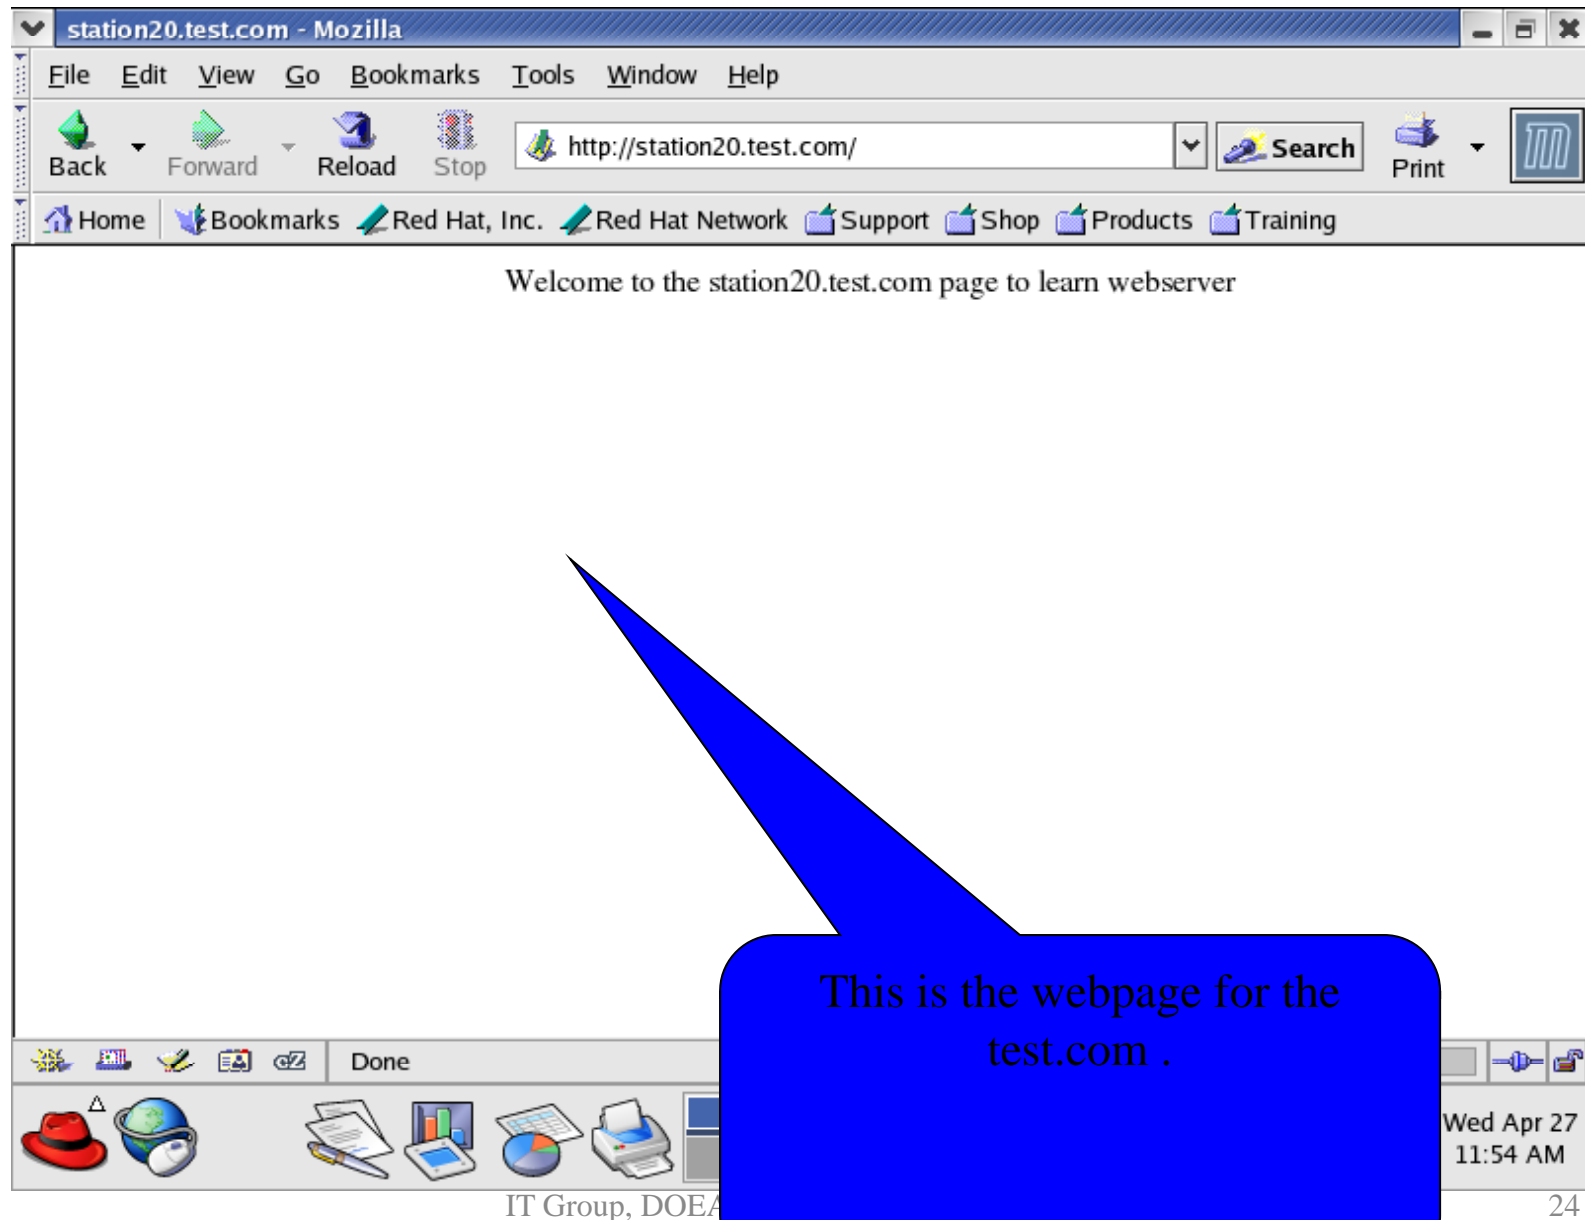 station20.test.com - Mozilla
File Edit View Go Bookmarks Tools Window Help
Back Forward Reload Stop http://station20.test.com/ Search Print
Home Bookmarks Red Hat, Inc. Red Hat Network Support Shop Products Training
Welcome to the station20.test.com page to learn webserver
This is the webpage for the
test.com .
Done
Wed Apr 27
11:54 AM
IT Group, DOEA
24